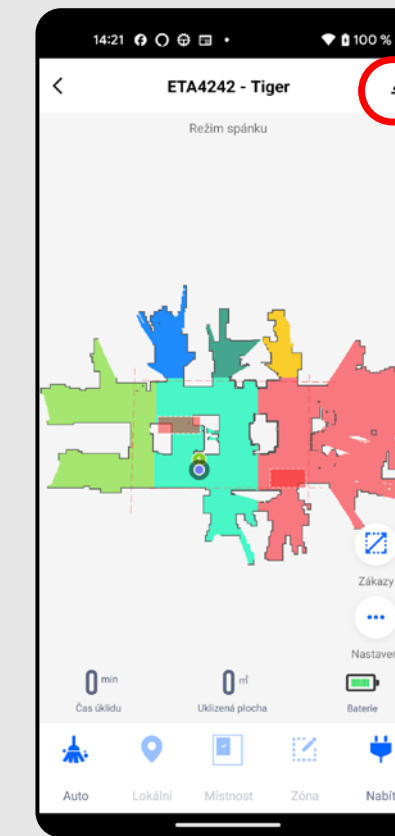 14:21 100 %
ETA4242 - Tiger
Režim spánku
Zákazy
Nastaven
0 min 0 m²
Čas úklidu Uklizená plocha Baterie
Auto Lokální Místnost Zóna Nabít